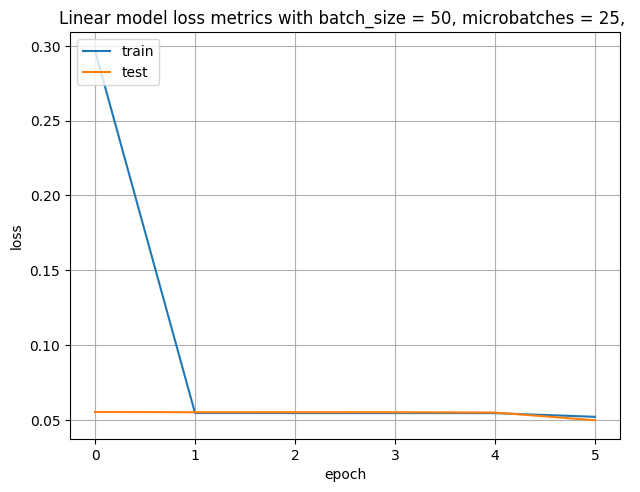 Linear model loss metrics with batch_size = 50, microbatches = 25,
train
test
0.30
0.25
0.20
0.15
0.10
0.05
loss
0 1 2 3 4 5
epoch